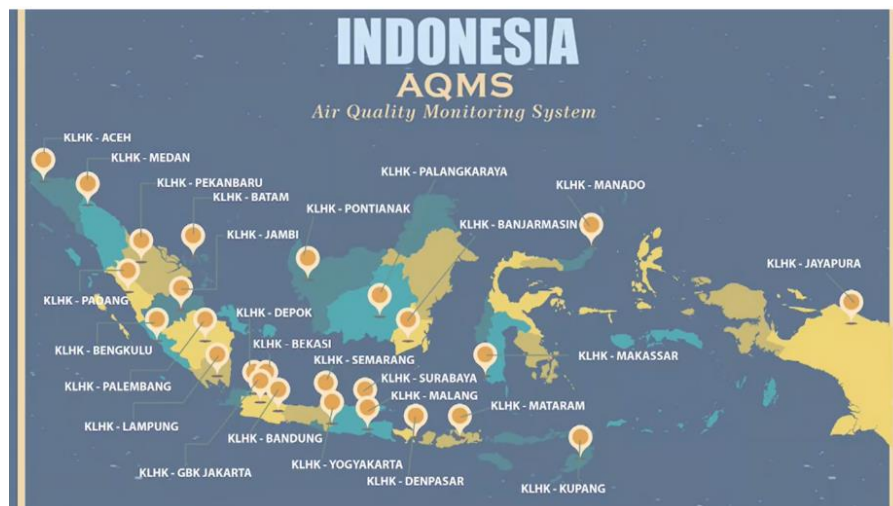 INDONESIA
AQMS
Air Quality Monitoring System
KLHK - ACEH
KLHK - MEDAN
KLHK - PEKANBARU
KLHK - BATAM
KLHK - JAMBI
KLHK - PALANGKARAYA
KLHK - PONTIANAK
KLHK - BANJARMASIN
KLHK - MANADO
KLHK - JAYAPURA
KLHK - PADANG
KLHK - DEPOK
KLHK - BENGKULU
KLHK - BEKASI
KLHK - SEMARANG
KLHK - MAKASSAR
KLHK - PALEMBANG
KLHK - SURABAYA
KLHK - MALANG
KLHK - MATARAM
KLHK - LAMPUNG
KLHK - BANDUNG
KLHK - YOGYAKARTA
KLHK - GBK JAKARTA
KLHK - DENPASAR
KLHK - KUPANG